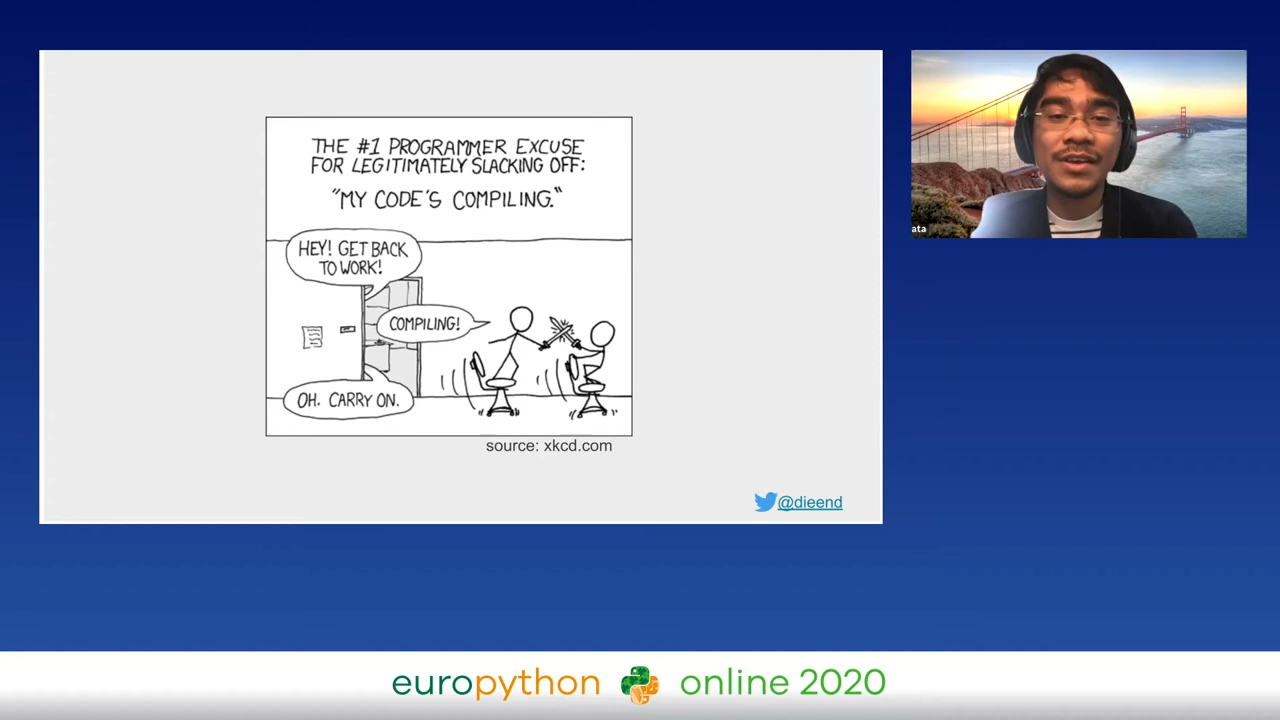 THE #1 PROGRAMMER EXCUSE
FOR LEGITIMATELY SLACKING OFF:
"MY CODE'S COMPILING."
HEY! GET BACK
TO WORK!
COMPILING!
OH. CARRY ON.
source: xkcd.com
@dieend
ata
europython online 2020